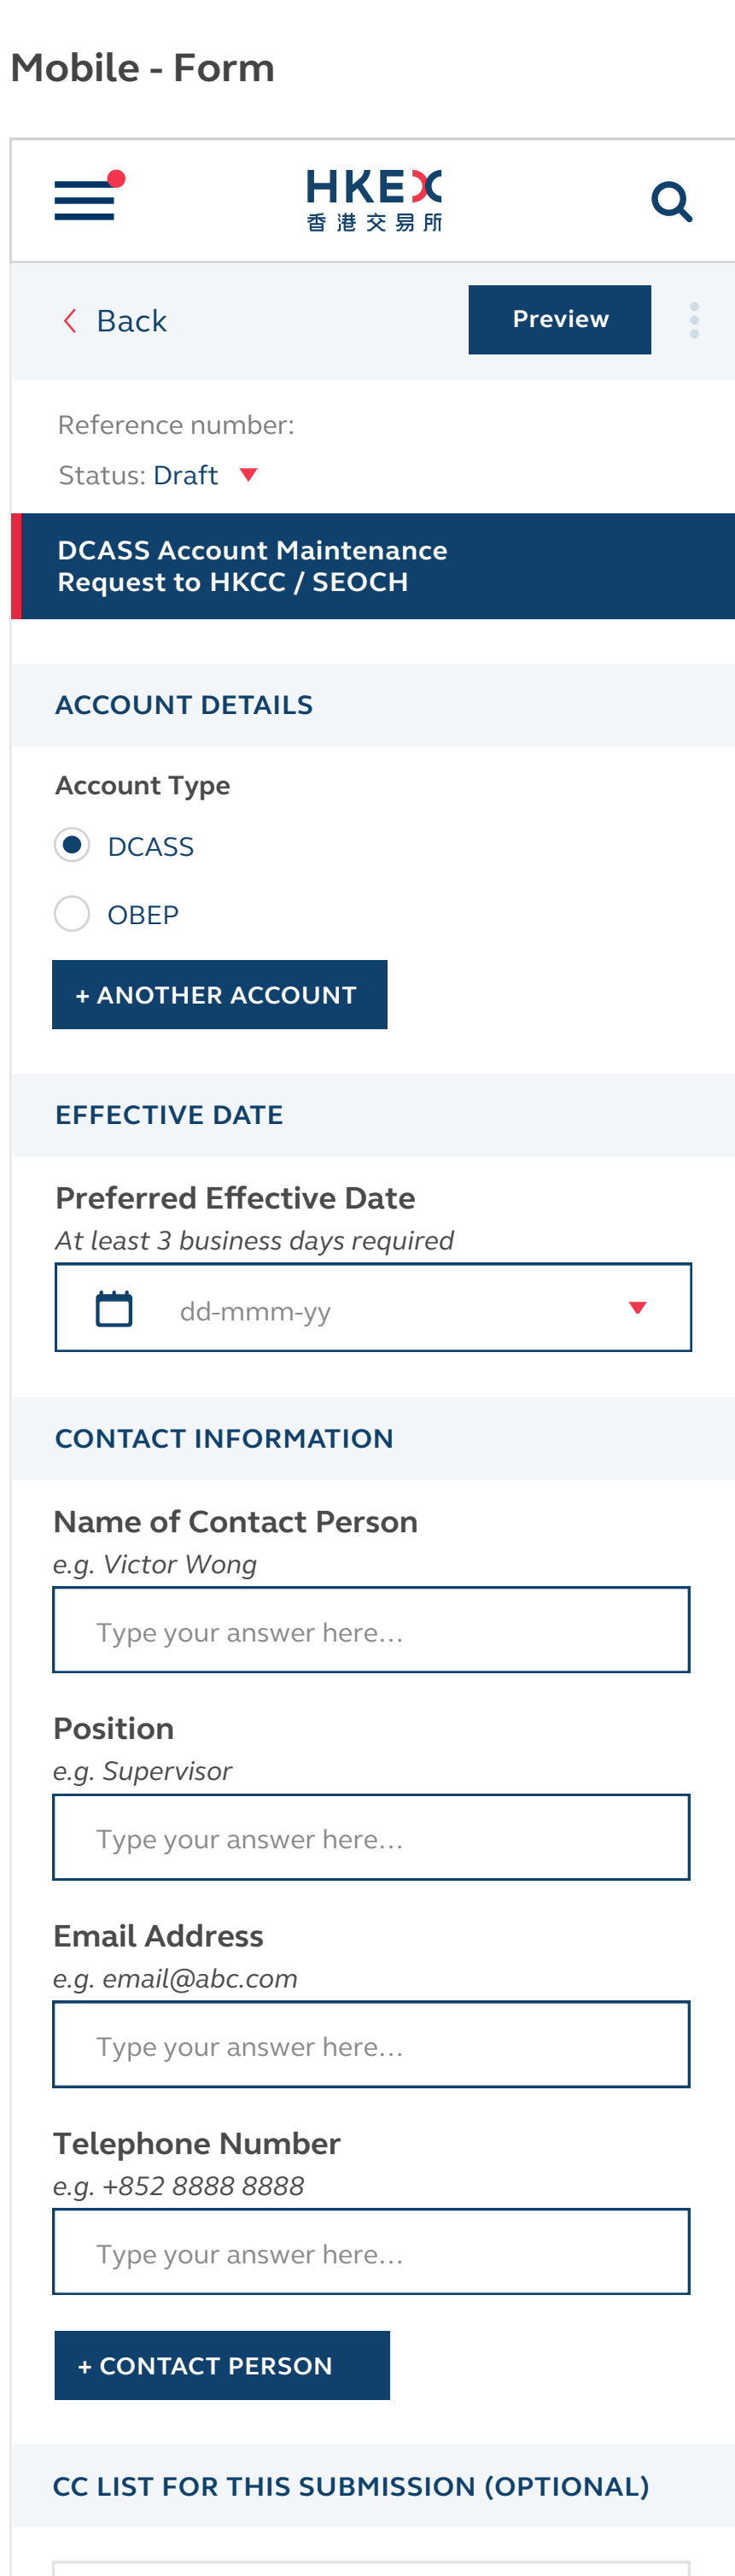 Mobile - Form
HKEX
香港交易所
Back
Preview
Reference number:
Status: Draft
DCASS Account Maintenance
Request to HKCC / SEOCH
ACCOUNT DETAILS
Account Type
DCASS
OBEP
+ ANOTHER ACCOUNT
EFFECTIVE DATE
Preferred Effective Date
At least 3 business days required
dd-mmm-yy
CONTACT INFORMATION
Name of Contact Person
e.g. Victor Wong
Type your answer here...
Position
e.g. Supervisor
Type your answer here...
Email Address
e.g. email@abc.com
Type your answer here...
Telephone Number
e.g. +852 8888 8888
Type your answer here...
+ CONTACT PERSON
CC LIST FOR THIS SUBMISSION (OPTIONAL)